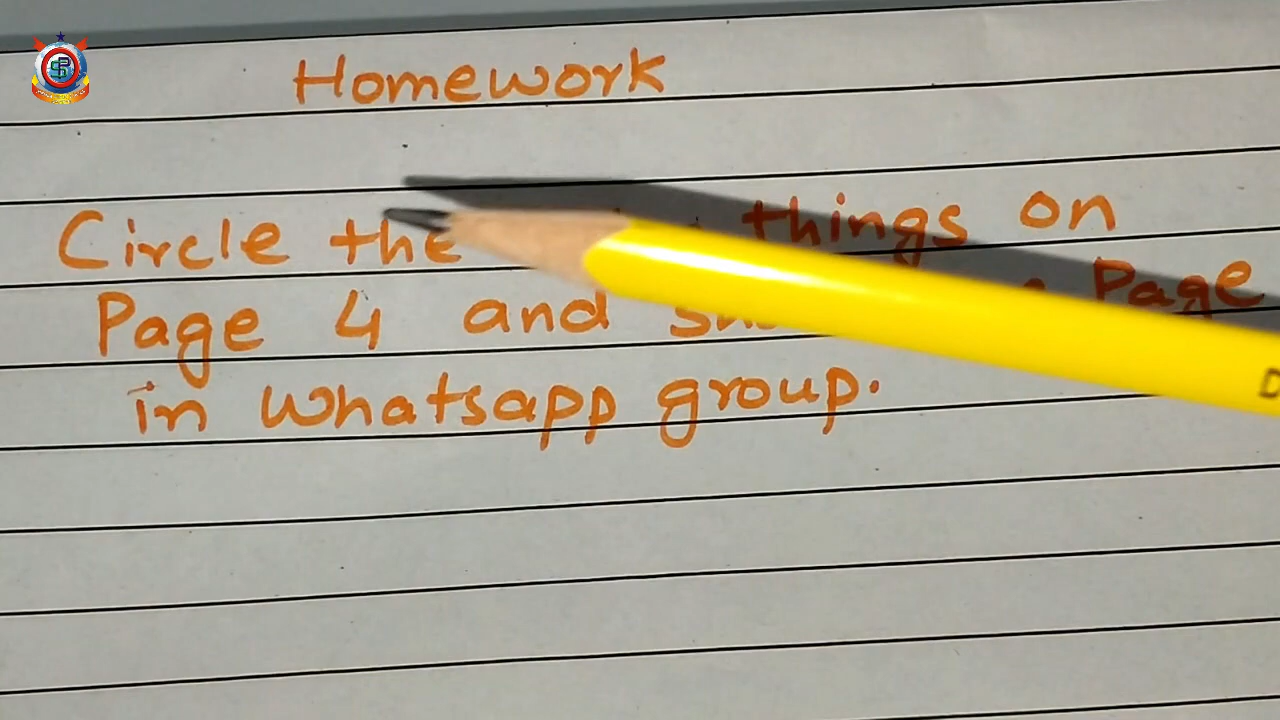 Homework
Circle the things on
Page 4 and Page
in Whatsapp group.